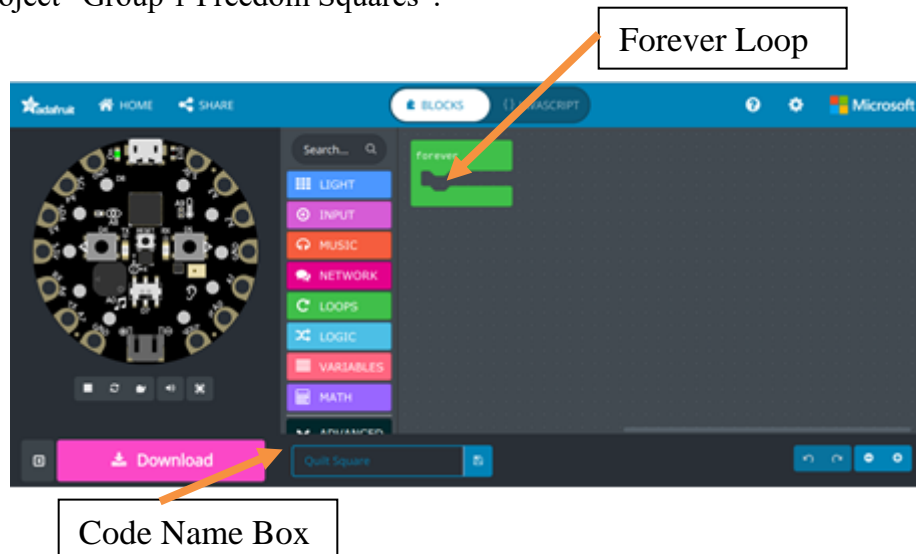 oject "Group 1 Freedom Squares".
Forever Loop
adafruit HOME SHARE BLOCKS {} JAVASCRIPT Microsoft
Search...
forever
LIGHT
INPUT
MUSIC
NETWORK
LOOPS
LOGIC
VARIABLES
MATH
ADVANCED
Download
Quilt Square
Code Name Box